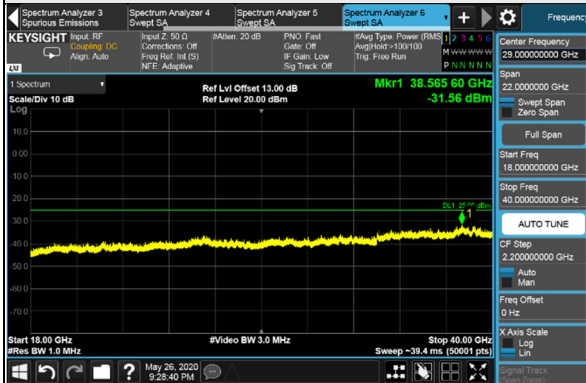 Spectrum Analyzer 3
Spurious Emissions
Spectrum Analyzer 4
Swept SA
Spectrum Analyzer 5
Swept SA
Spectrum Analyzer 6
Swept SA
Frequency
KEYSIGHT
Input: RF
Coupling: DC
Align: Auto
Input Z: 50 Ω
Corrections: Off
Freq Ref: Int (S)
NFE: Adaptive
#Atten: 20 dB
PNO: Fast
Gate: Off
IF Gain: Low
Sig Track: Off
#Avg Type: Power (RMS
Avg|Hold:>100/100
Trig: Free Run
1 2 3 4 5 6
M W W W W W
P N N N N N
LXI
1 Spectrum
Scale/Div 10 dB
Log
Ref Lvl Offset 13.00 dB
Ref Level 20.00 dBm
Mkr1 38.565 60 GHz
-31.56 dBm
10.0
0.00
-10.0
-20.0
-30.0
-40.0
-50.0
-60.0
-70.0
DL1 -25.00 dBm
1
Start 18.00 GHz
#Res BW 1.0 MHz
#Video BW 3.0 MHz
Stop 40.00 GHz
Sweep ~39.4 ms (50001 pts)
May 26, 2020
9:28:40 PM
Center Frequency
29.000000000 GHz
Span
22.0000000 GHz
Swept Span
Zero Span
Full Span
Start Freq
18.000000000 GHz
Stop Freq
40.000000000 GHz
AUTO TUNE
CF Step
2.200000000 GHz
Auto
Man
Freq Offset
0 Hz
X Axis Scale
Log
Lin
Signal Track
(Span Zoom)